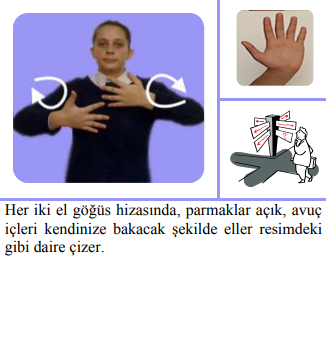 Her iki el göğüs hizasında, parmaklar açık, avuç
içleri kendinize bakacak şekilde eller resimdeki
gibi daire çizer.